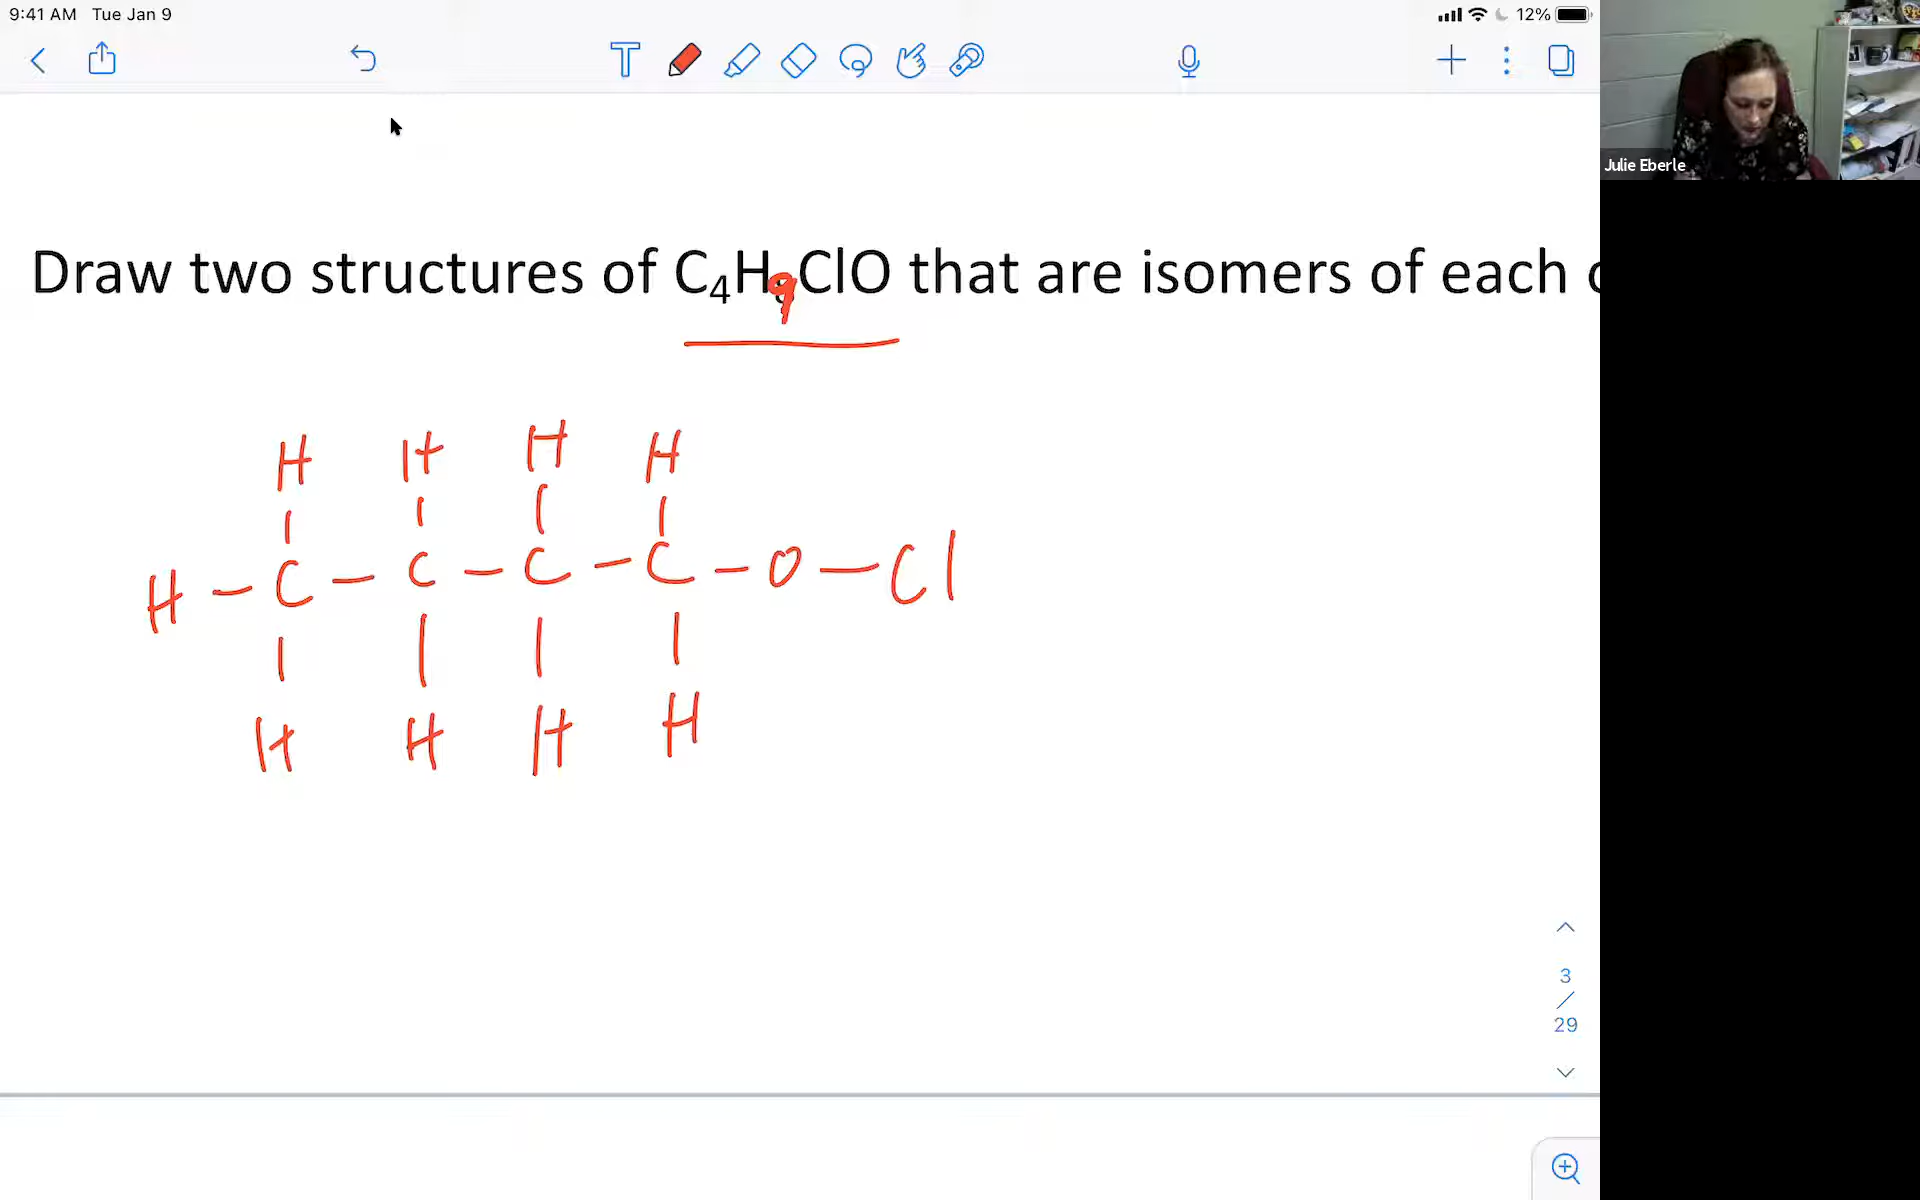 9:41 AM Tue Jan 9
12%
Julie Eberle
Draw two structures of C₄H₉ClO that are isomers of each
H H H H
H – C – C – C – C – O – Cl
H H H H
3
/
29